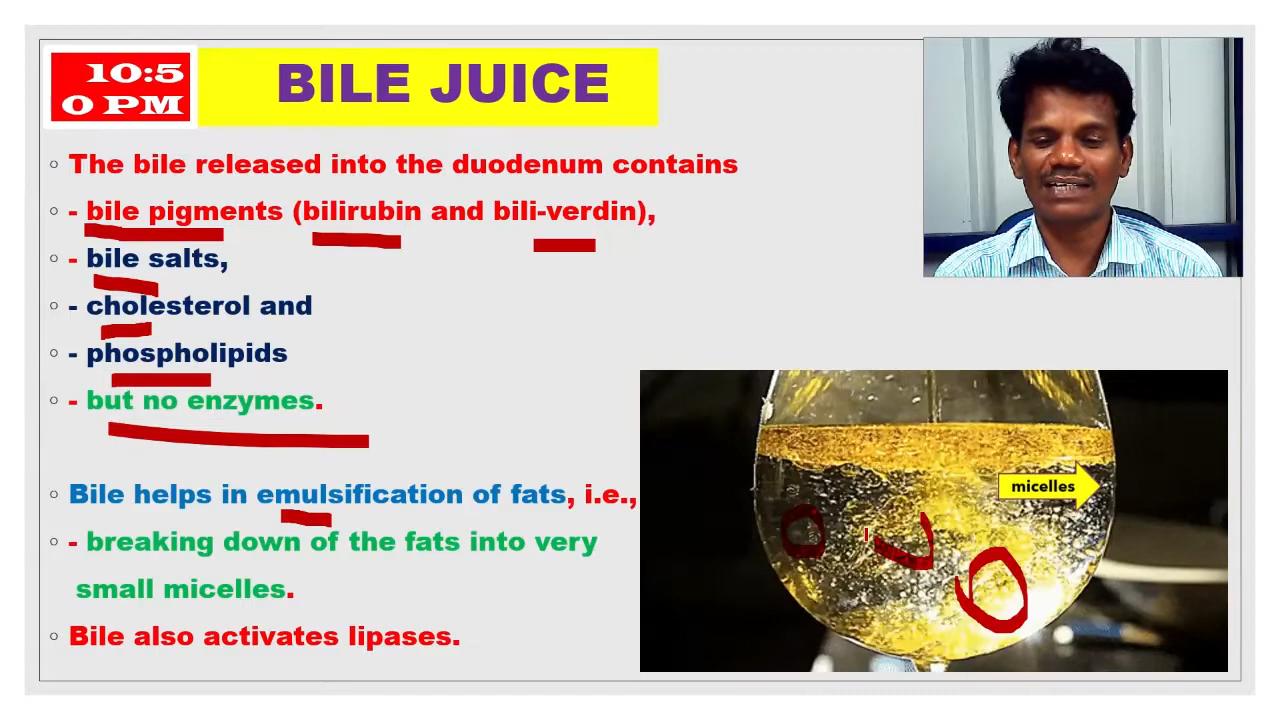 10:5
0 PM
BILE JUICE
◦ The bile released into the duodenum contains
◦ - bile pigments (bilirubin and bili-verdin),
◦ - bile salts,
◦ - cholesterol and
◦ - phospholipids
◦ - but no enzymes.
◦ Bile helps in emulsification of fats, i.e.,
◦ - breaking down of the fats into very
small micelles.
◦ Bile also activates lipases.
micelles